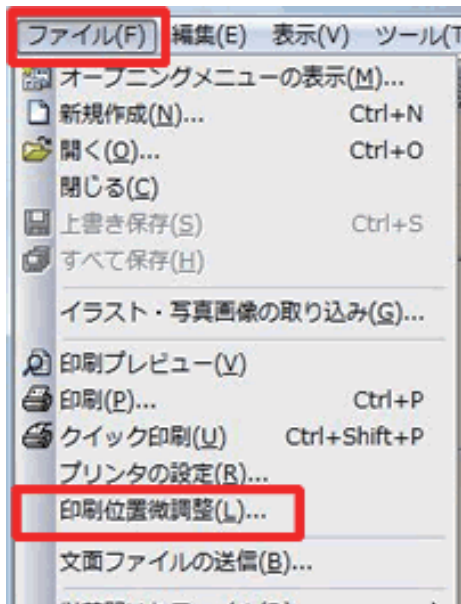 ファイル(F) 編集(E) 表示(V) ツール(T
オープニングメニューの表示(M)...
新規作成(N)... Ctrl+N
開く(O)... Ctrl+O
閉じる(C)
上書き保存(S) Ctrl+S
すべて保存(H)
イラスト・写真画像の取り込み(G)...
印刷プレビュー(V)
印刷(P)... Ctrl+P
クイック印刷(U) Ctrl+Shift+P
プリンタの設定(R)...
印刷位置微調整(L)...
文面ファイルの送信(B)...